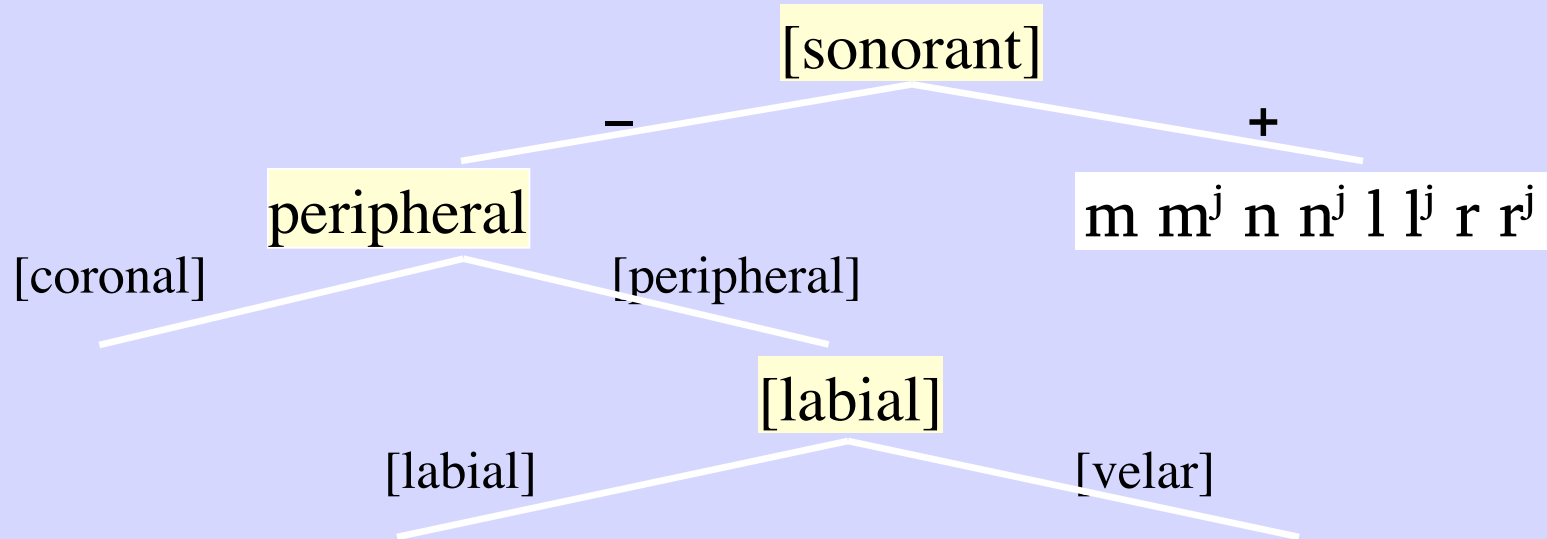 [sonorant]
– +
peripheral
m mʲ n nʲ l lʲ r rʲ
[coronal] [peripheral]
[labial]
[labial] [velar]